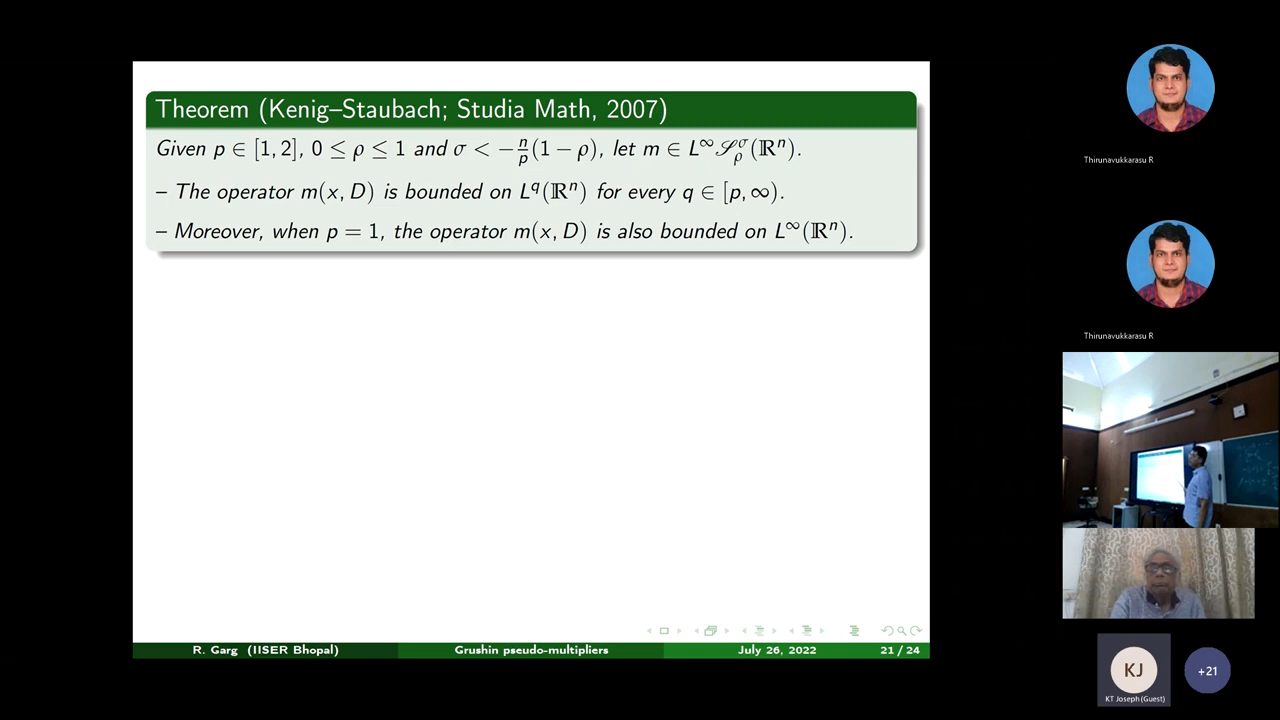 Theorem (Kenig–Staubach; Studia Math, 2007)
Given p ∈ [1, 2], 0 ≤ ρ ≤ 1 and σ < −n/p(1 − ρ), let m ∈ L^∞𝒮^σ_ρ(ℝ^n).
– The operator m(x, D) is bounded on L^q(ℝ^n) for every q ∈ [p, ∞).
– Moreover, when p = 1, the operator m(x, D) is also bounded on L^∞(ℝ^n).
R. Garg (IISER Bhopal) Grushin pseudo-multipliers July 26, 2022 21 / 24
Thirunavukkarasu R
Thirunavukkarasu R
KJ
KT Joseph (Guest)
+21